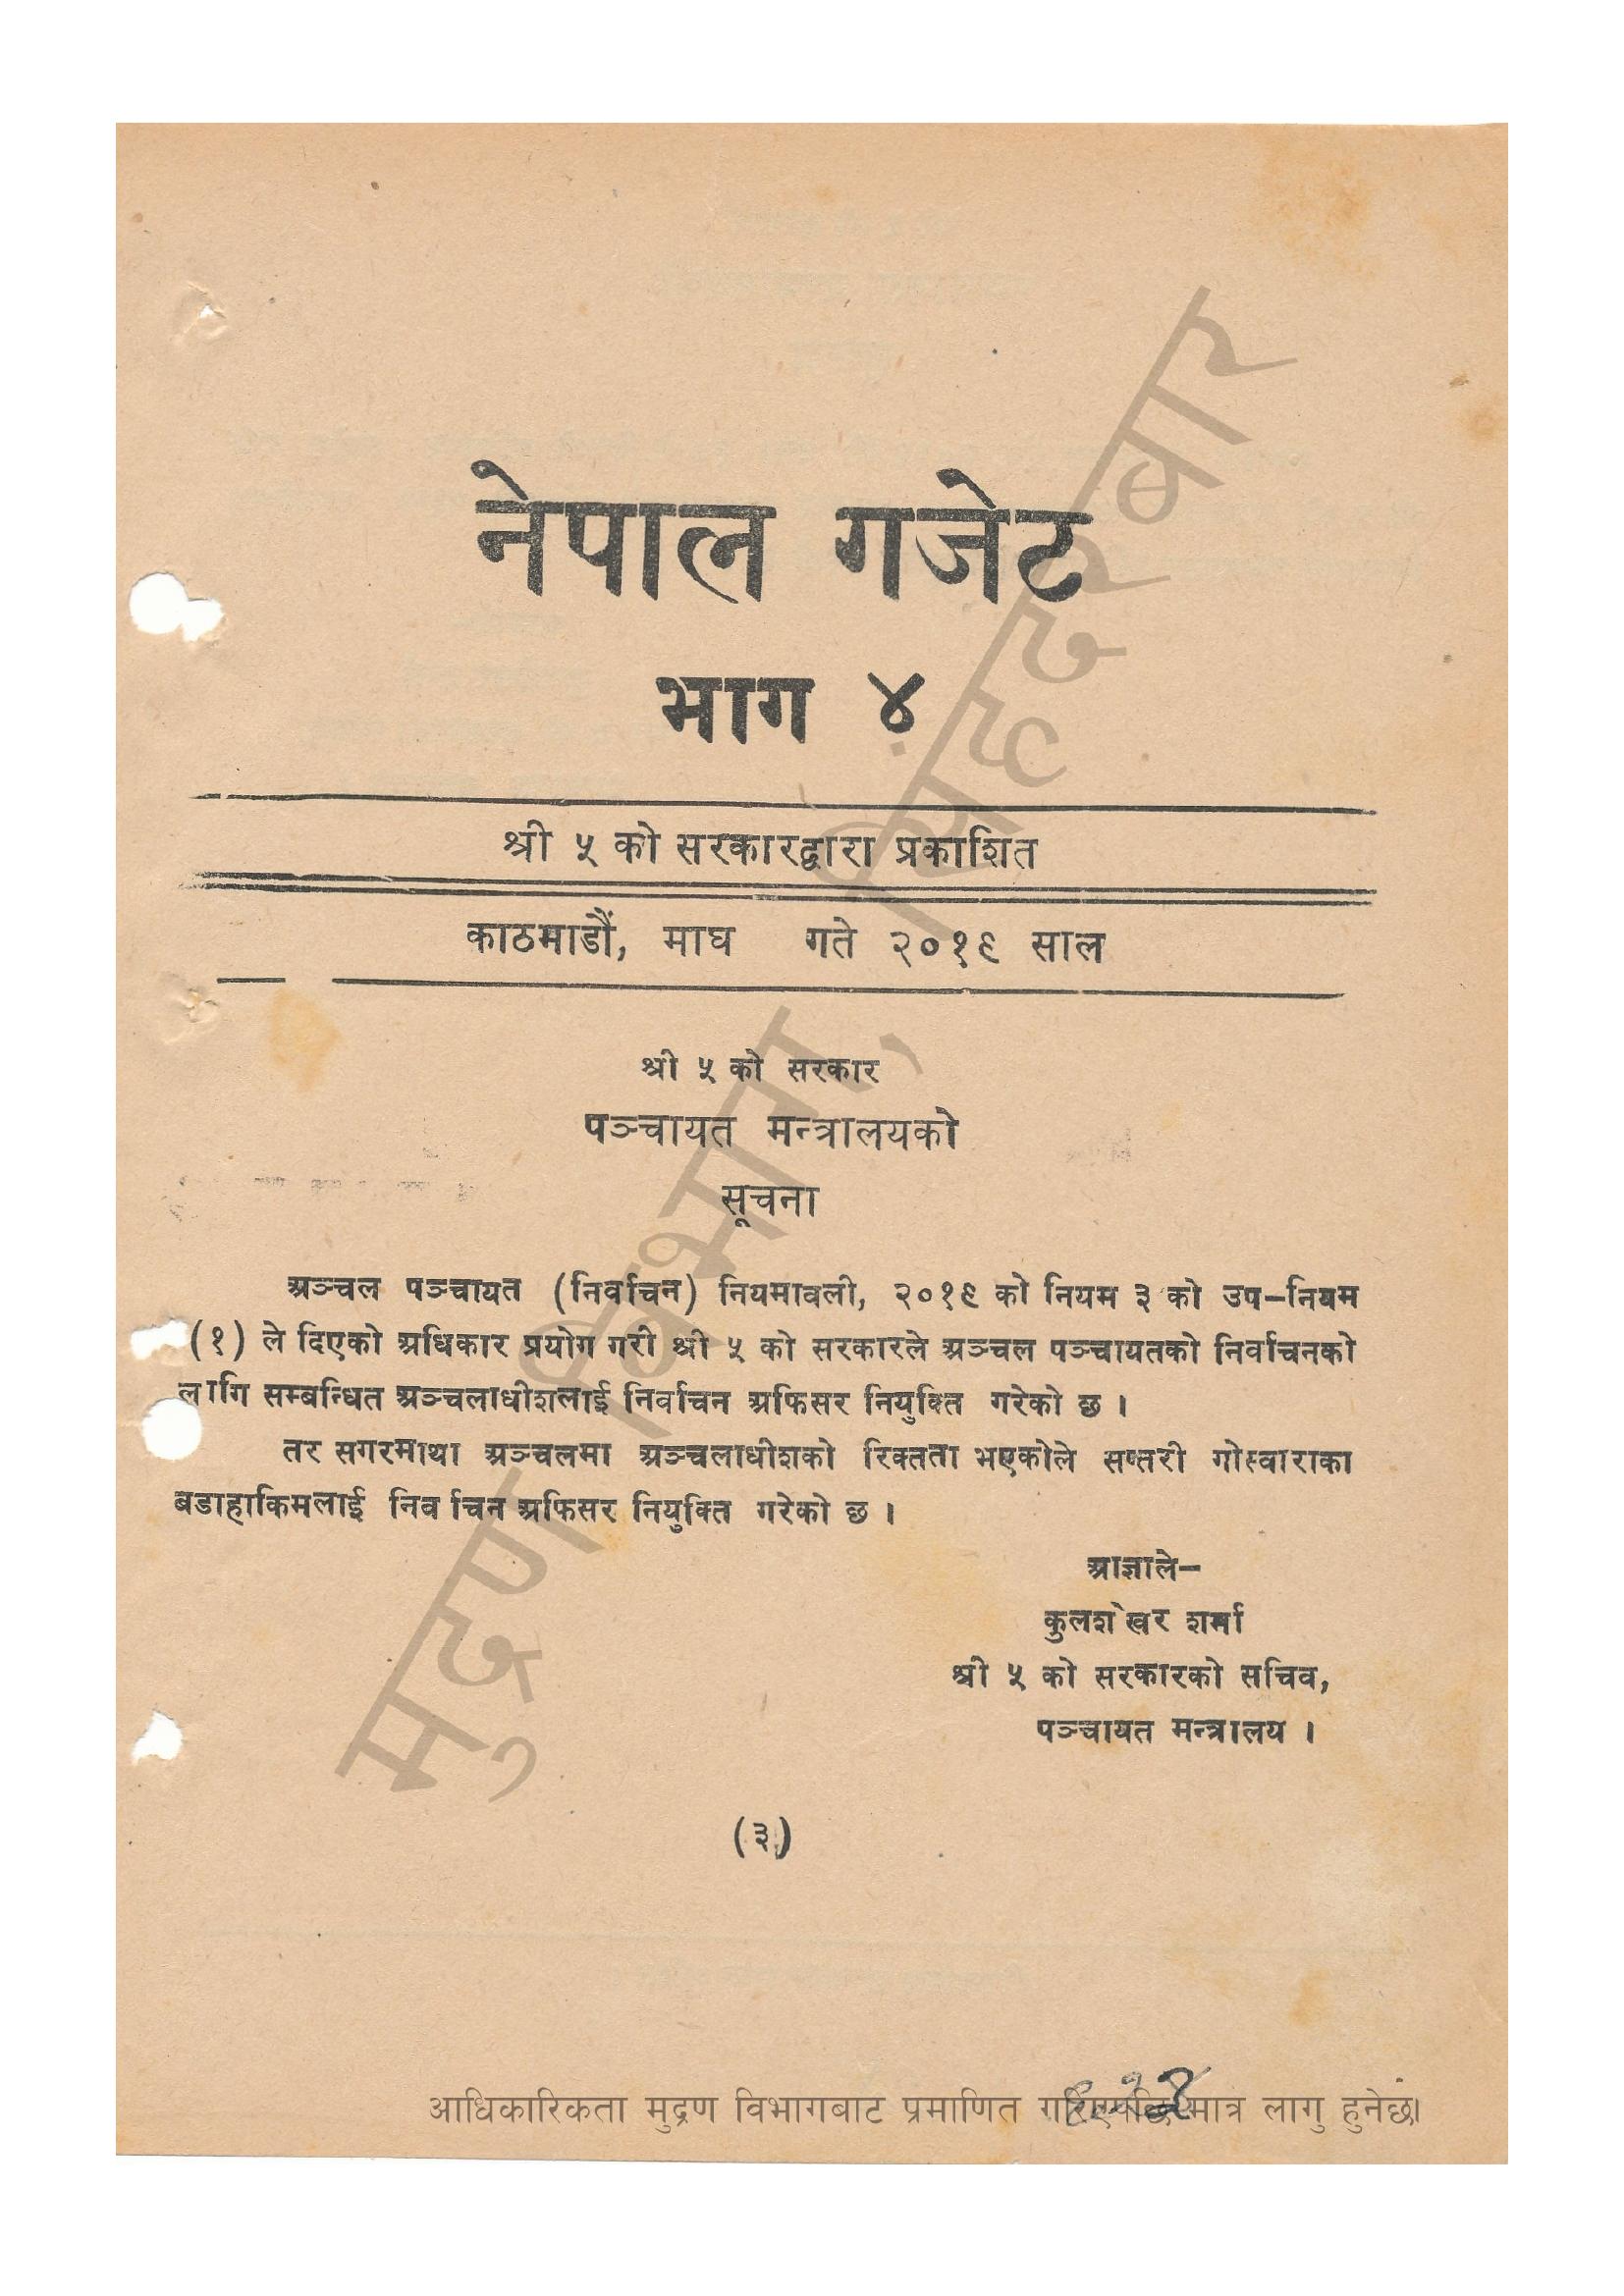 नेपाल गजेट
भाग ४
श्री ५ को सरकारद्वारा प्रकाशित
काठमाडौं, माघ गते २०१९ साल
श्री ५ को सरकार
पञ्चायत मन्त्रालयको
सूचना
अञ्चल पञ्चायत (निर्वाचन) नियमावली, २०१९ को नियम ३ को उप-नियम
(१) ले दिएको अधिकार प्रयोग गरी श्री ५ को सरकारले अञ्चल पञ्चायतको निर्वाचनको
लागि सम्बन्धित अञ्चलाधीशलाई निर्वाचन अफिसर नियुक्ति गरेको छ ।
तर सगरमाथा अञ्चलमा अञ्चलाधीशको रिक्तता भएकोले सप्तरी गोस्वाराका
बडाहाकिमलाई निर्वाचन अफिसर नियुक्ति गरेको छ ।
आज्ञाले-
कुलशेखर शर्मा
श्री ५ को सरकारको सचिव,
पञ्चायत मन्त्रालय ।
(३)
मुद्रण विभाग, सिंहदरबार
आधिकारिकता मुद्रण विभागबाट प्रमाणित गरिएपछि मात्र लागु हुनेछ।